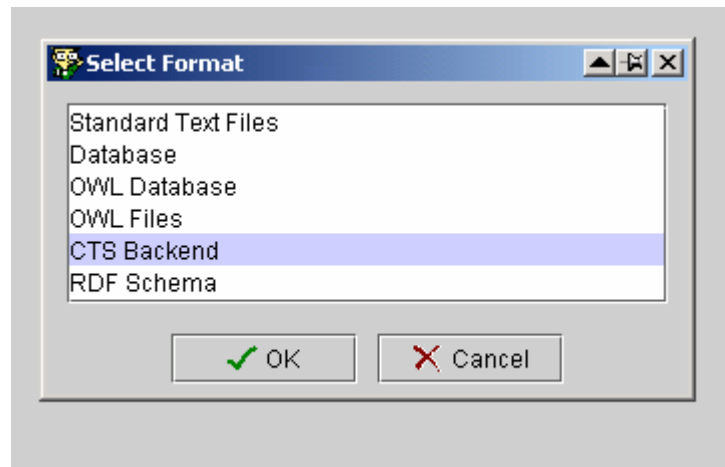 Select Format
Standard Text Files
Database
OWL Database
OWL Files
CTS Backend
RDF Schema
OK
Cancel